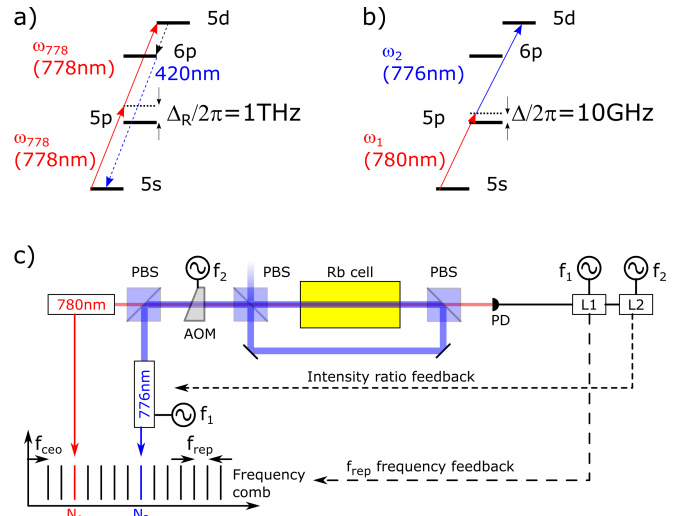 a)
5d
ω778
(778nm)
6p
420nm
5p
ΔR/2π=1THz
ω778
(778nm)
5s
b)
5d
ω2
(776nm)
6p
5p
Δ/2π=10GHz
ω1
(780nm)
5s
c)
PBS
f2
PBS
Rb cell
PBS
f1
f2
780nm
AOM
PD
L1
L2
776nm
f1
Intensity ratio feedback
fceo
frep
Frequency
comb
frep frequency feedback